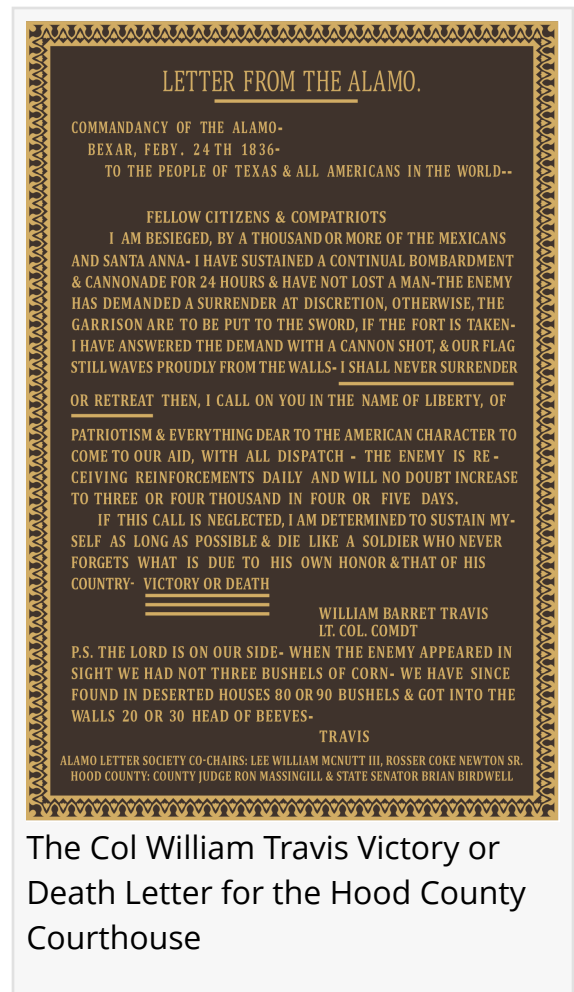 LETTER FROM THE ALAMO.
COMMANDANCY OF THE ALAMO-
BEXAR, FEBY. 24TH 1836-
TO THE PEOPLE OF TEXAS & ALL AMERICANS IN THE WORLD--
FELLOW CITIZENS & COMPATRIOTS
I AM BESIEGED, BY A THOUSAND OR MORE OF THE MEXICANS
AND SANTA ANNA- I HAVE SUSTAINED A CONTINUAL BOMBARDMENT
& CANNONADE FOR 24 HOURS & HAVE NOT LOST A MAN-THE ENEMY
HAS DEMANDED A SURRENDER AT DISCRETION, OTHERWISE, THE
GARRISON ARE TO BE PUT TO THE SWORD, IF THE FORT IS TAKEN-
I HAVE ANSWERED THE DEMAND WITH A CANNON SHOT, & OUR FLAG
STILL WAVES PROUDLY FROM THE WALLS- I SHALL NEVER SURRENDER
OR RETREAT THEN, I CALL ON YOU IN THE NAME OF LIBERTY, OF
PATRIOTISM & EVERYTHING DEAR TO THE AMERICAN CHARACTER TO
COME TO OUR AID, WITH ALL DISPATCH - THE ENEMY IS RE-
CEIVING REINFORCEMENTS DAILY AND WILL NO DOUBT INCREASE
TO THREE OR FOUR THOUSAND IN FOUR OR FIVE DAYS.
IF THIS CALL IS NEGLECTED, I AM DETERMINED TO SUSTAIN MY-
SELF AS LONG AS POSSIBLE & DIE LIKE A SOLDIER WHO NEVER
FORGETS WHAT IS DUE TO HIS OWN HONOR & THAT OF HIS
COUNTRY- VICTORY OR DEATH
WILLIAM BARRET TRAVIS
LT. COL. COMDT
P.S. THE LORD IS ON OUR SIDE- WHEN THE ENEMY APPEARED IN
SIGHT WE HAD NOT THREE BUSHELS OF CORN- WE HAVE SINCE
FOUND IN DESERTED HOUSES 80 OR 90 BUSHELS & GOT INTO THE
WALLS 20 OR 30 HEAD OF BEEVES-
TRAVIS
ALAMO LETTER SOCIETY CO-CHAIRS: LEE WILLIAM MCNUTT III, ROSSER COKE NEWTON SR.
HOOD COUNTY: COUNTY JUDGE RON MASSINGILL & STATE SENATOR BRIAN BIRDWELL
The Col William Travis Victory or
Death Letter for the Hood County
Courthouse